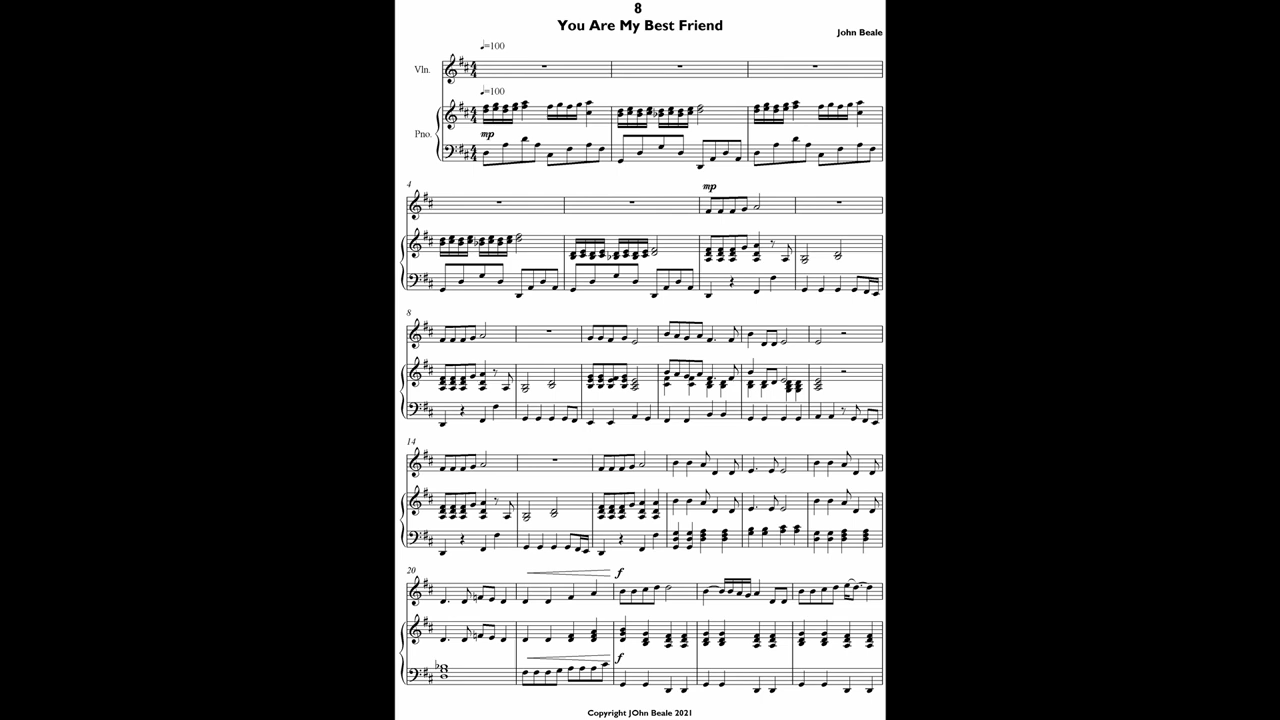 8
You Are My Best Friend
John Beale
♩=100
Vln.
♩=100
Pno.
mp
4
mp
8
14
20
f
f
Copyright JOhn Beale 2021